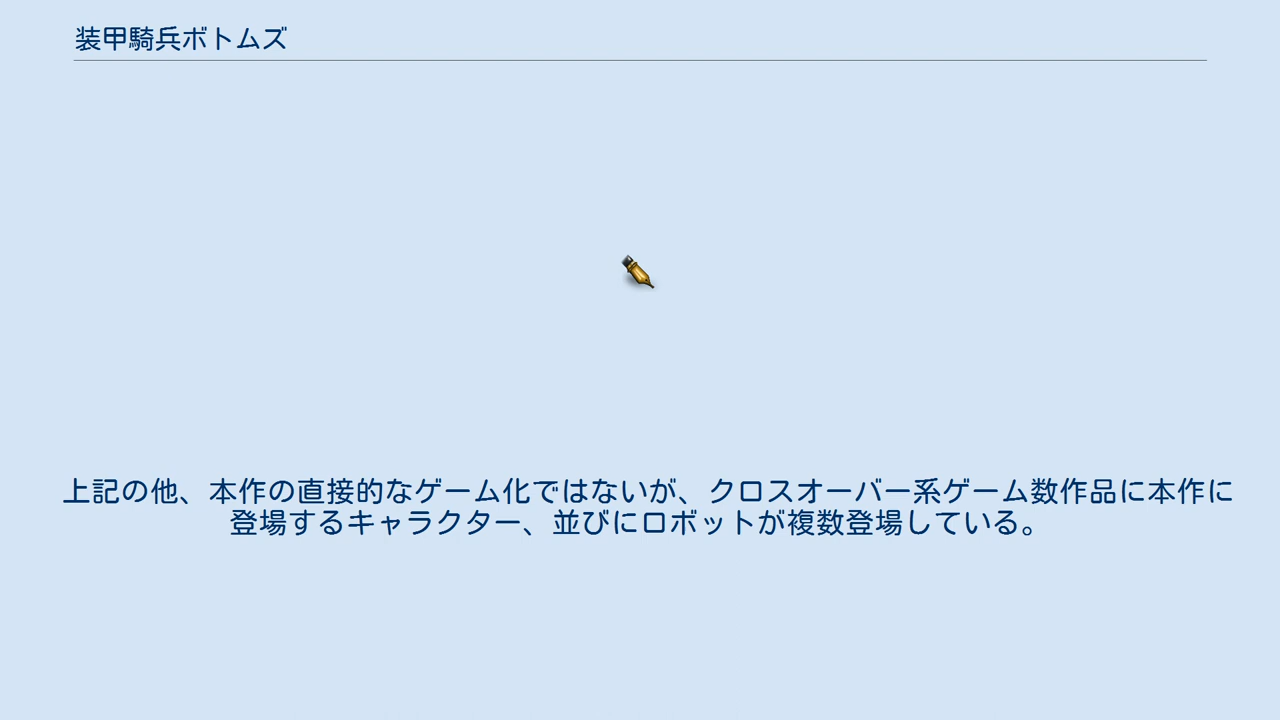 装甲騎兵ボトムズ
上記の他、本作の直接的なゲーム化ではないが、クロスオーバー系ゲーム数作品に本作に
登場するキャラクター、並びにロボットが複数登場している。